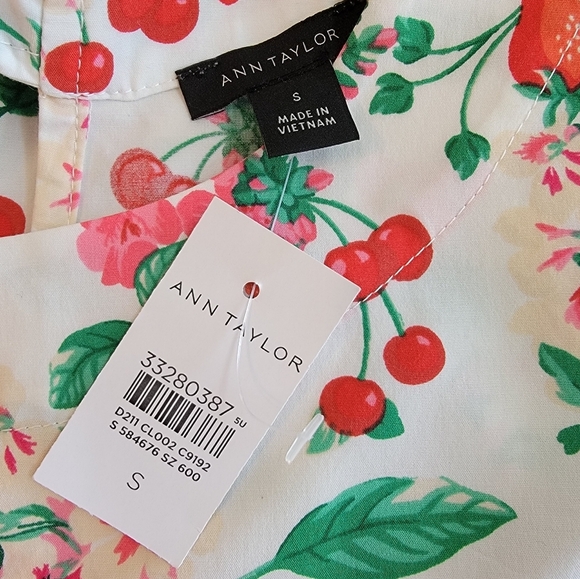 ANN TAYLOR
S
MADE IN
VIETNAM
ANN TAYLOR
33280387 SU
D211 CL002 C9192
S 584676 SZ 600
S